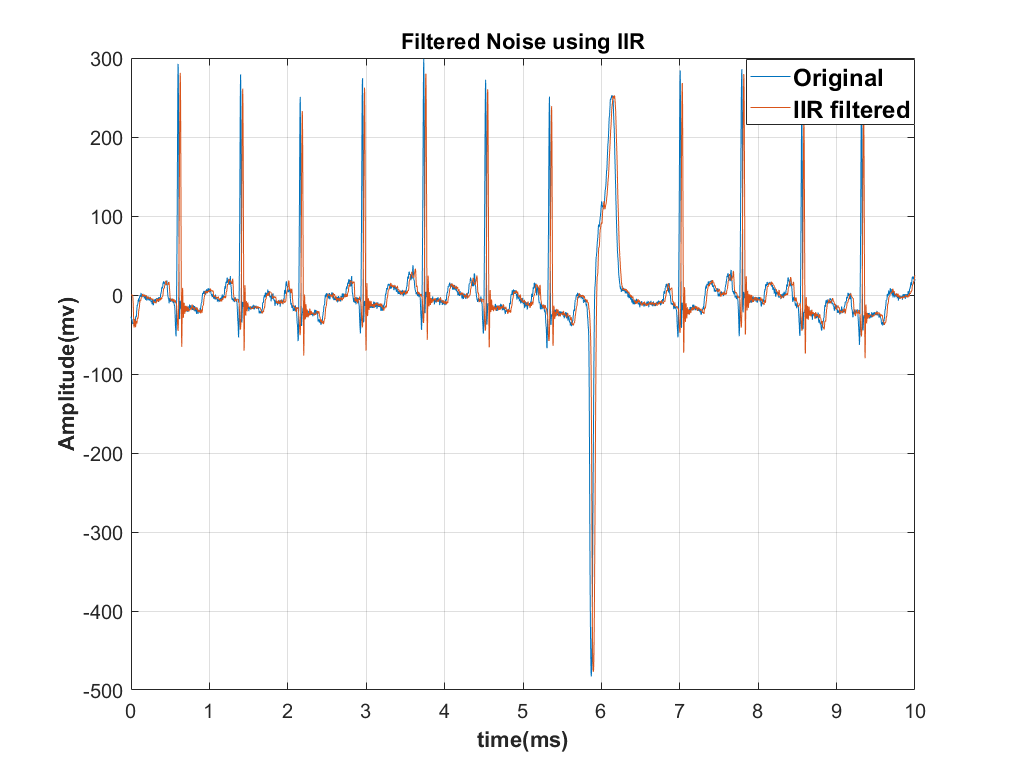 Filtered Noise using IIR
Original
IIR filtered
300
200
100
0
-100
-200
-300
-400
-500
Amplitude(mv)
0 1 2 3 4 5 6 7 8 9 10
time(ms)